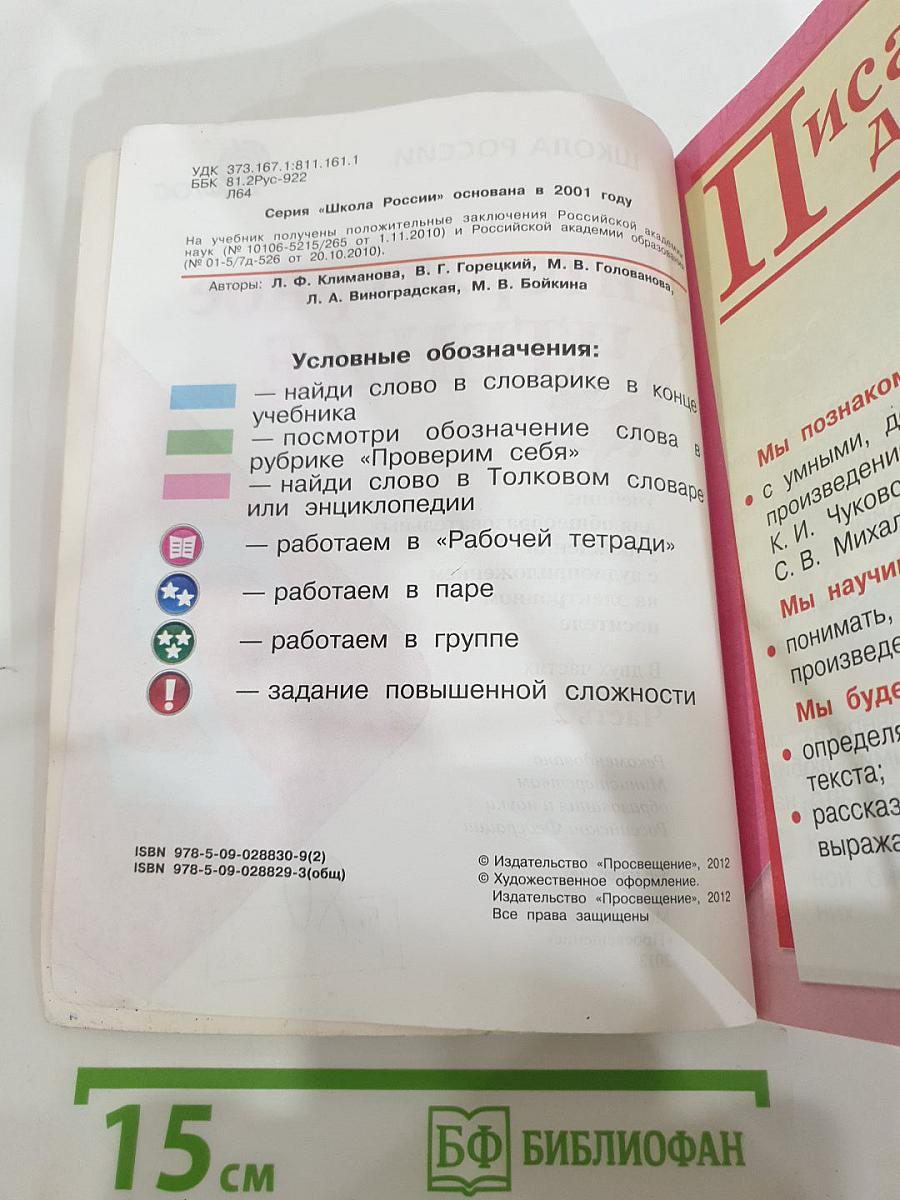 УДК 373.167.1:811.161.1
ББК 81.2Рус-922
Л64
Серия «Школа России» основана в 2001 году
На учебник получены положительные заключения Российской академии
наук (№ 10106-5215/265 от 1.11.2010) и Российской академии образования
(№ 01-5/7д-526 от 20.10.2010).
Авторы: Л. Ф. Климанова, В. Г. Горецкий, М. В. Голованова,
Л. А. Виноградская, М. В. Бойкина
Условные обозначения:
— найди слово в словарике в конце
учебника
— посмотри обозначение слова в
рубрике «Проверим себя»
— найди слово в Толковом словаре
или энциклопедии
— работаем в «Рабочей тетради»
— работаем в паре
— работаем в группе
— задание повышенной сложности
ISBN 978-5-09-028830-9(2)
ISBN 978-5-09-028829-3(общ)
© Издательство «Просвещение», 2012
© Художественное оформление.
Издательство «Просвещение», 2012
Все права защищены
Писа
д
Мы познаком
• с умными, д
произведени
К. И. Чуковс
С. В. Михал
Мы научи
• понимать,
произведе
Мы буде
• определя
текста;
• рассказ
выража
15 см
БФ БИБЛИОФАН